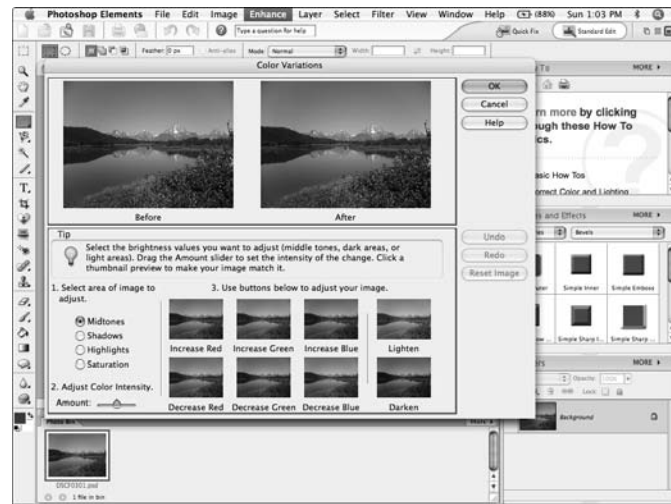 Photoshop Elements File Edit Image Enhance Layer Select Filter View Window Help (88%) Sun 1:03 PM
Type a question for help
Quick Fix Standard Edit
Feather: 0 px Anti-alias Mode: Normal Width: Height:
Color Variations
To MORE
OK
Cancel
Help
rn more by clicking
ugh these How To
cs.
asic How Tos
orrect Color and Lighting...
Before After
Tip
Select the brightness values you want to adjust (middle tones, dark areas, or
light areas). Drag the Amount slider to set the intensity of the change. Click a
thumbnail preview to make your image match it.
Undo
Redo
Reset Image
1. Select area of image to
adjust.
Midtones
Shadows
Highlights
Saturation
2. Adjust Color Intensity.
Amount:
3. Use buttons below to adjust your image.
Increase Red Increase Green Increase Blue Lighten
Decrease Red Decrease Green Decrease Blue Darken
s and Effects MORE
Bevels
uter Simple Inner Simple Emboss
ow ... Simple Sharp I... Simple Sharp ...
ers MORE
Opacity:
Lock:
Background
Photo Bin
DSCF0301.psd
1 file in bin